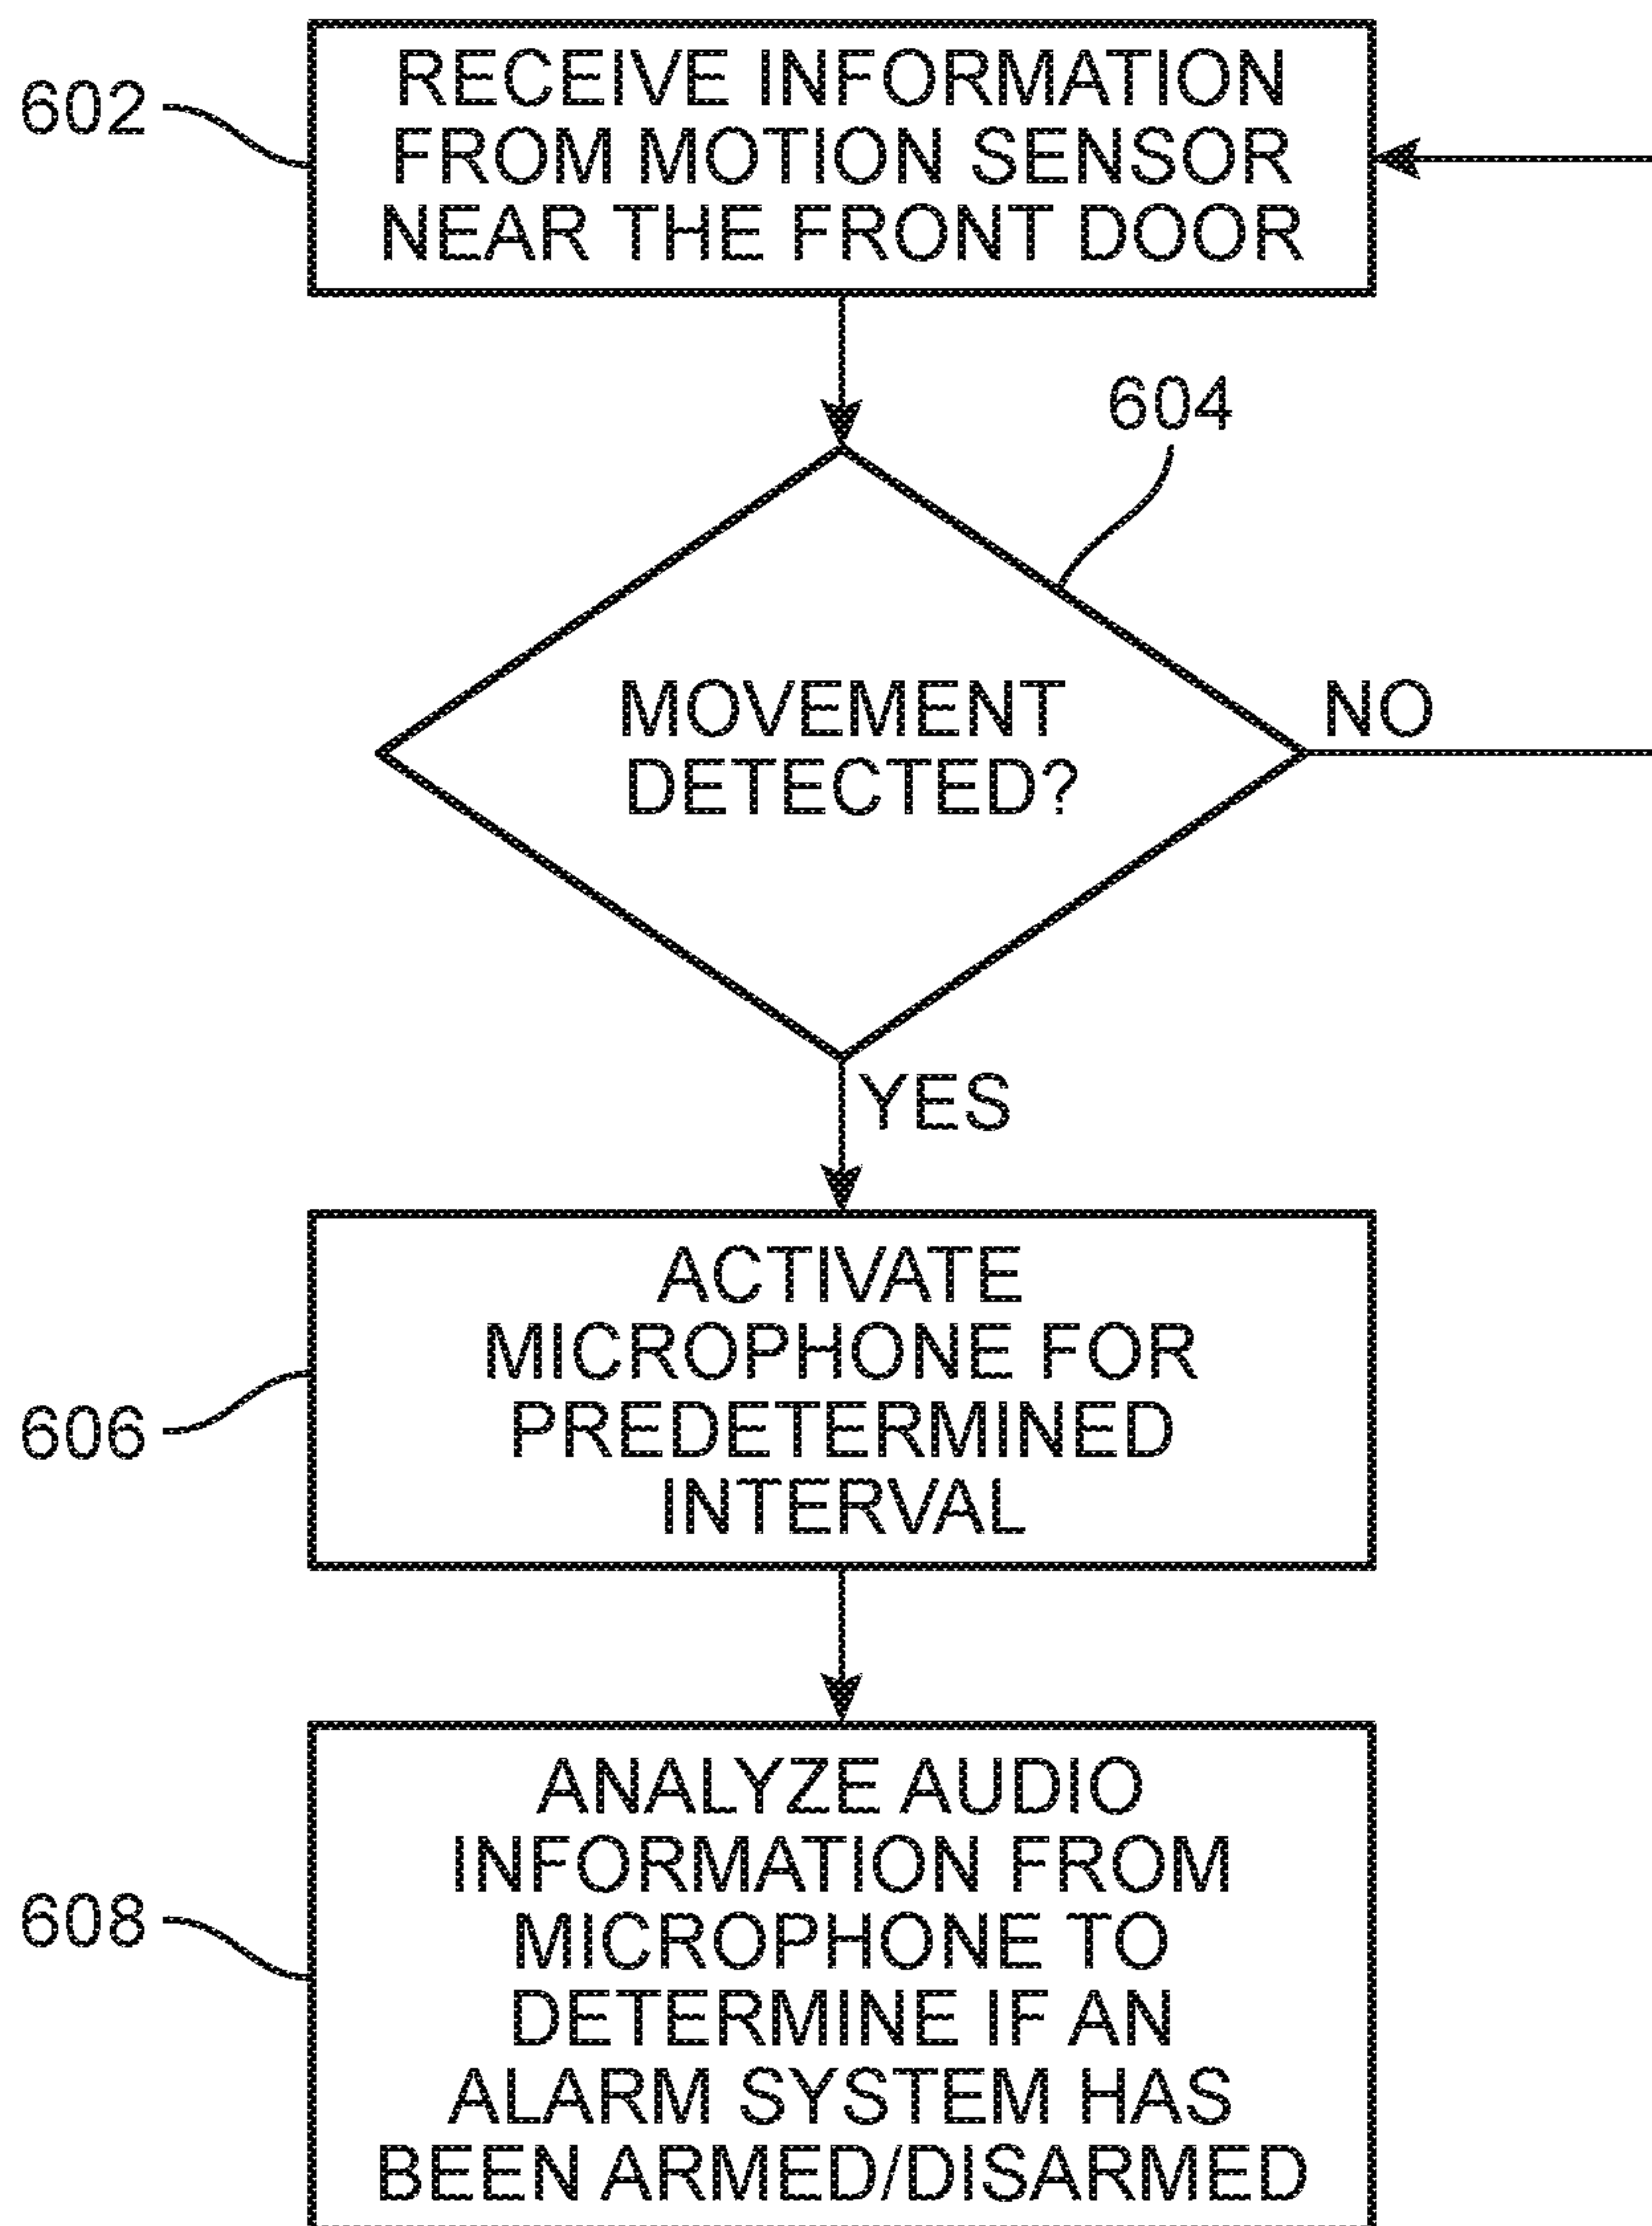 602
RECEIVE INFORMATION
FROM MOTION SENSOR
NEAR THE FRONT DOOR
604
MOVEMENT
DETECTED?
NO
YES
606
ACTIVATE
MICROPHONE FOR
PREDETERMINED
INTERVAL
608
ANALYZE AUDIO
INFORMATION FROM
MICROPHONE TO
DETERMINE IF AN
ALARM SYSTEM HAS
BEEN ARMED/DISARMED